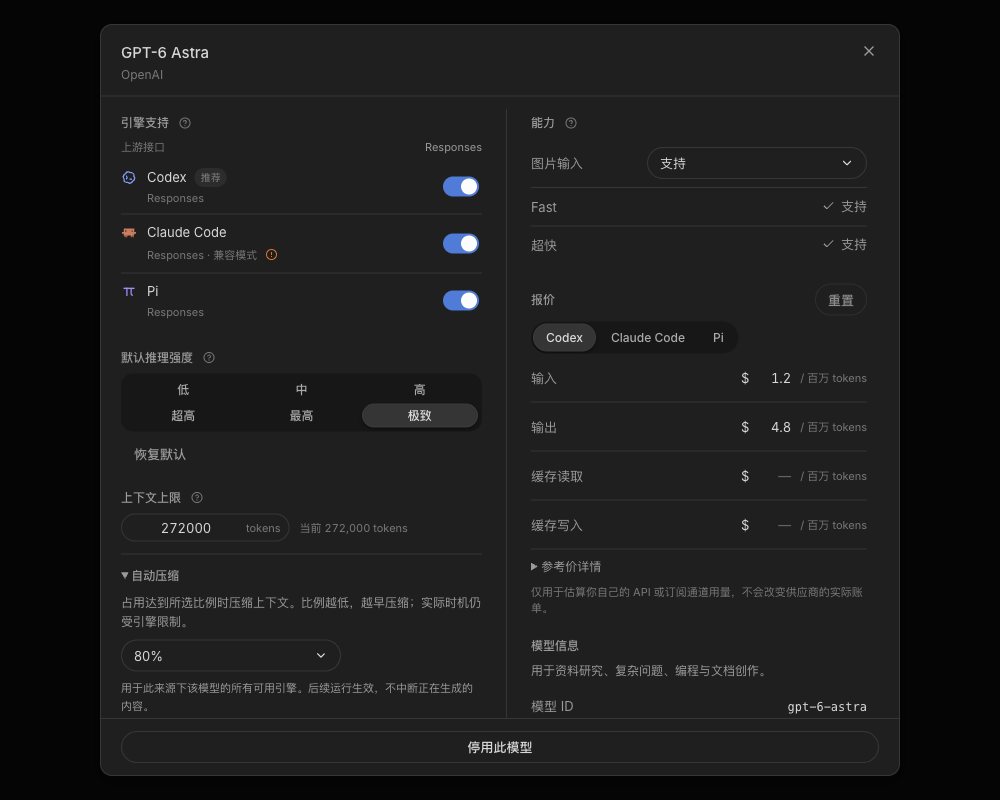 GPT-6 Astra
OpenAI
引擎支持
上游接口 Responses
Codex 推荐
Responses
Claude Code
Responses · 兼容模式
Pi
Responses
默认推理强度
低 中 高
超高 最高 极致
恢复默认
上下文上限
272000 tokens 当前 272,000 tokens
▼自动压缩
占用达到所选比例时压缩上下文。比例越低，越早压缩；实际时机仍
受引擎限制。
80%
用于此来源下该模型的所有可用引擎。后续运行生效，不中断正在生成的
内容。
能力
图片输入 支持
Fast ✓ 支持
超快 ✓ 支持
报价 重置
Codex Claude Code Pi
输入 $ 1.2 / 百万 tokens
输出 $ 4.8 / 百万 tokens
缓存读取 $ — / 百万 tokens
缓存写入 $ — / 百万 tokens
▶参考价详情
仅用于估算你自己的 API 或订阅通道用量，不会改变供应商的实际账
单。
模型信息
用于资料研究、复杂问题、编程与文档创作。
模型 ID gpt-6-astra
停用此模型